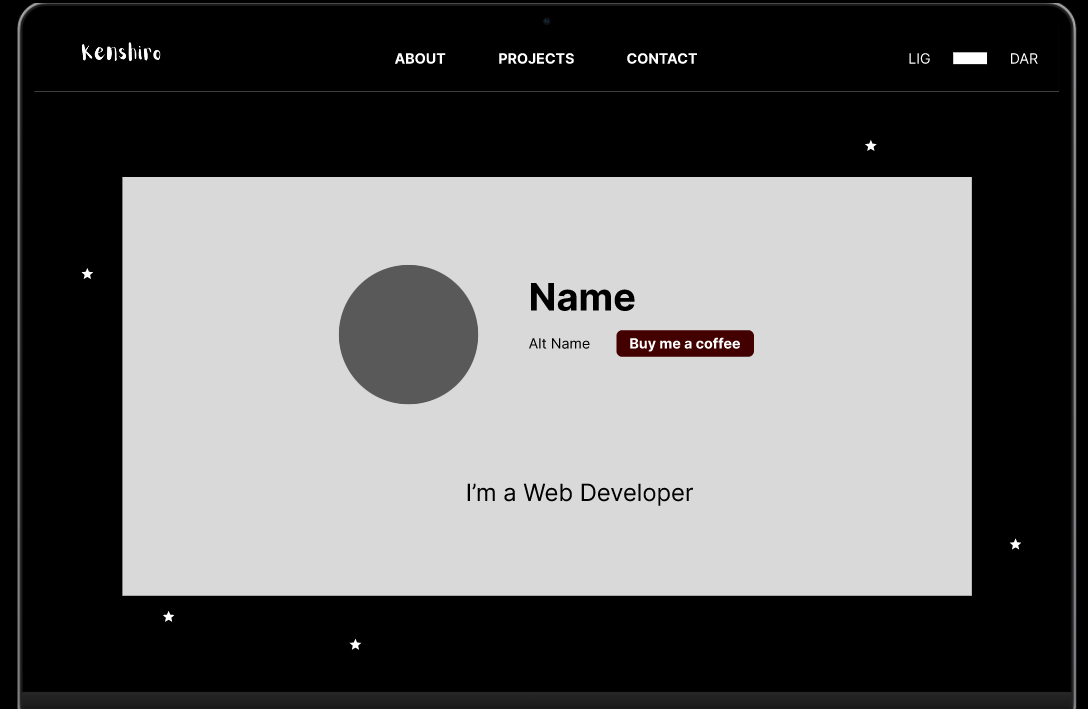 Kenshiro
ABOUT PROJECTS CONTACT
LIG DAR
Name
Alt Name Buy me a coffee
I'm a Web Developer